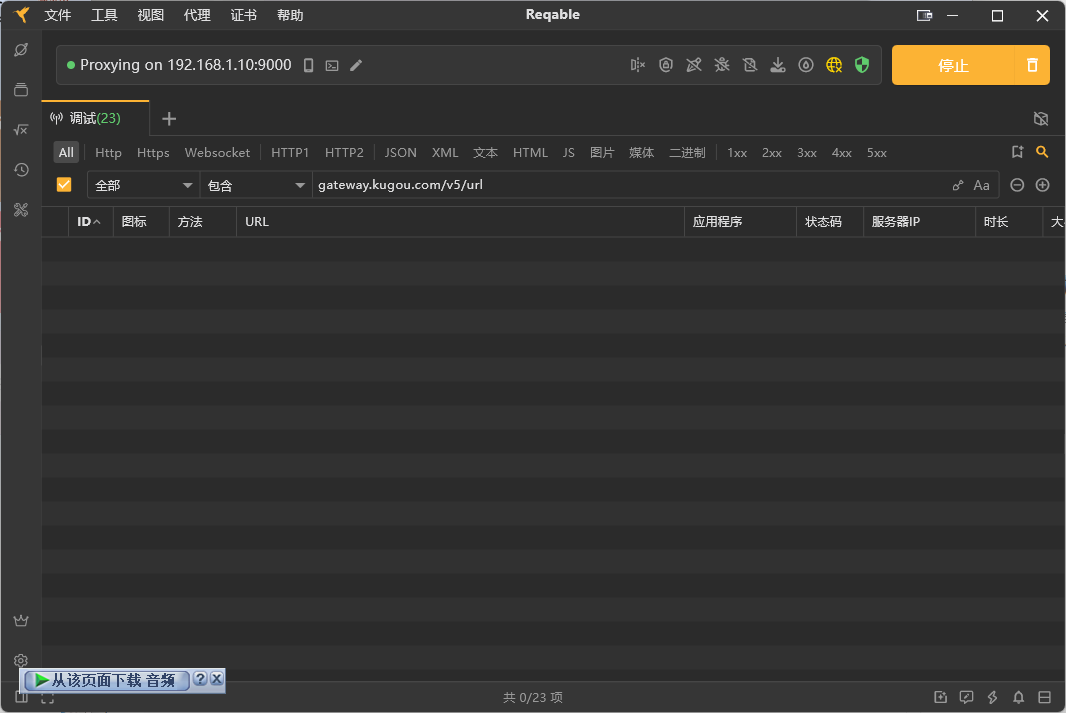 文件 工具 视图 代理 证书 帮助 Reqable
Proxying on 192.168.1.10:9000 停止
调试(23)
All Http Https Websocket HTTP1 HTTP2 JSON XML 文本 HTML JS 图片 媒体 二进制 1xx 2xx 3xx 4xx 5xx
全部 包含 gateway.kugou.com/v5/url Aa
ID 图标 方法 URL 应用程序 状态码 服务器IP 时长 大
从该页面下载 音频 ? X
共 0/23 项